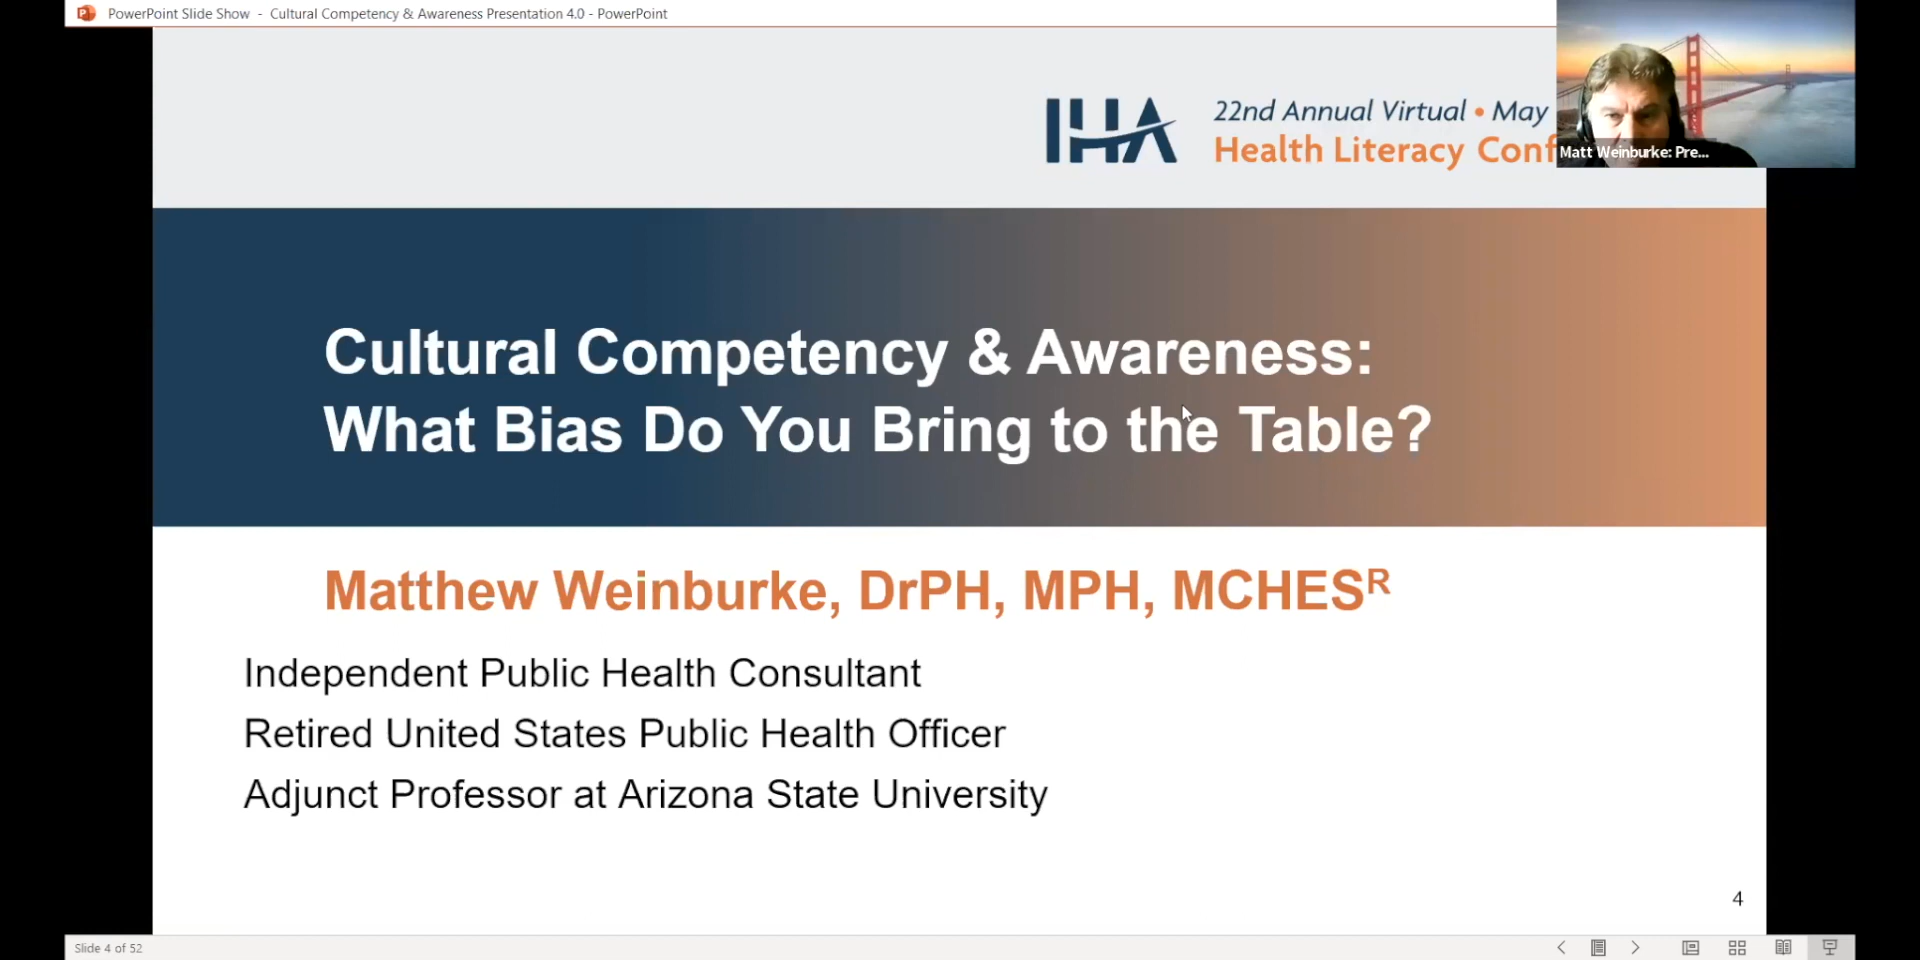 PowerPoint Slide Show - Cultural Competency & Awareness Presentation 4.0 - PowerPoint
IHA
22nd Annual Virtual • May
Health Literacy Conf
Matt Weinburke: Pre...
Cultural Competency & Awareness:
What Bias Do You Bring to the Table?
Matthew Weinburke, DrPH, MPH, MCHESᴿ
Independent Public Health Consultant
Retired United States Public Health Officer
Adjunct Professor at Arizona State University
4
Slide 4 of 52